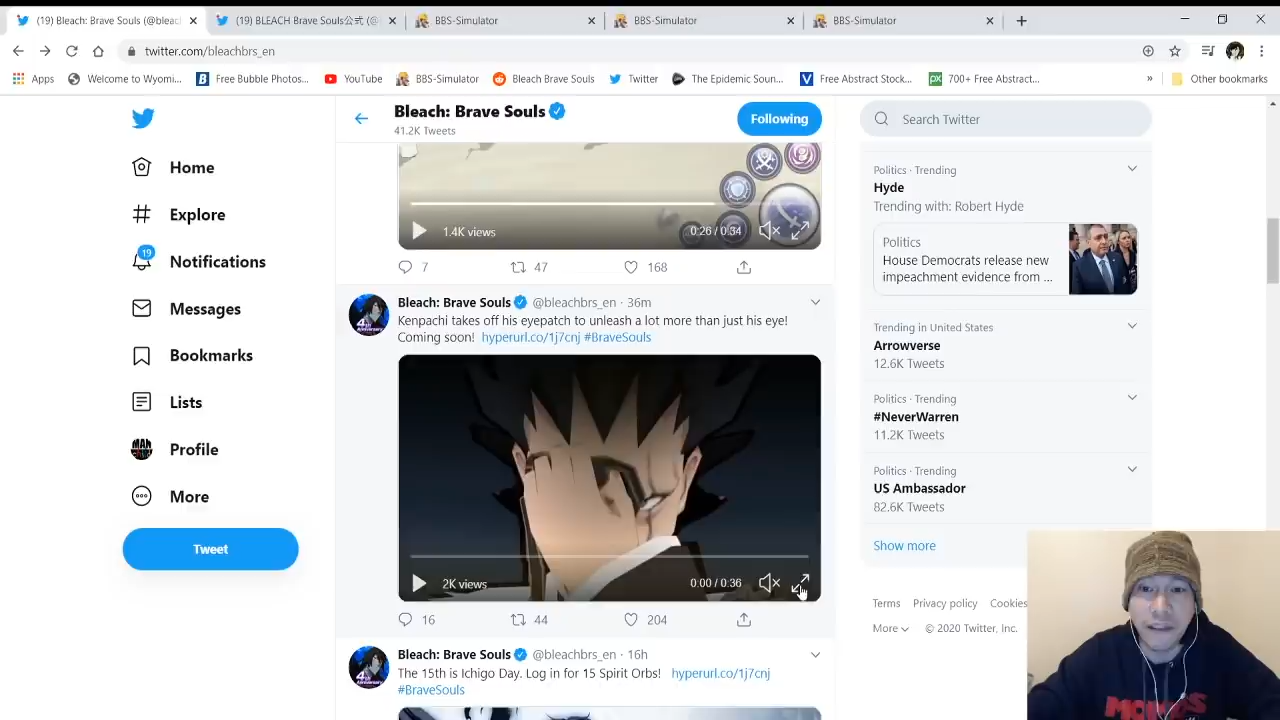 (19) Bleach: Brave Souls (@bleac
(19) BLEACH Brave Souls公式 (@
BBS-Simulator
BBS-Simulator
BBS-Simulator
twitter.com/bleachbrs_en
Apps
Welcome to Wyomi...
Free Bubble Photos...
YouTube
BBS-Simulator
Bleach Brave Souls
Twitter
The Epidemic Soun...
Free Abstract Stock...
700+ Free Abstract...
»
Other bookmarks
Home
Explore
19
Notifications
Messages
Bookmarks
Lists
Profile
More
Tweet
Bleach: Brave Souls
41.2K Tweets
Following
1.4K views
0:26 / 0:34
7
47
168
Bleach: Brave Souls @bleachbrs_en · 36m
Kenpachi takes off his eyepatch to unleash a lot more than just his eye!
Coming soon! hyperurl.co/1j7cnj #BraveSouls
2K views
0:00 / 0:36
16
44
204
Bleach: Brave Souls @bleachbrs_en · 16h
The 15th is Ichigo Day. Log in for 15 Spirit Orbs! hyperurl.co/1j7cnj
#BraveSouls
Search Twitter
Politics · Trending
Hyde
Trending with: Robert Hyde
Politics
House Democrats release new
impeachment evidence from ...
Trending in United States
Arrowverse
12.6K Tweets
Politics · Trending
#NeverWarren
11.2K Tweets
Politics · Trending
US Ambassador
82.6K Tweets
Show more
Terms Privacy policy Cookies
More © 2020 Twitter, Inc.